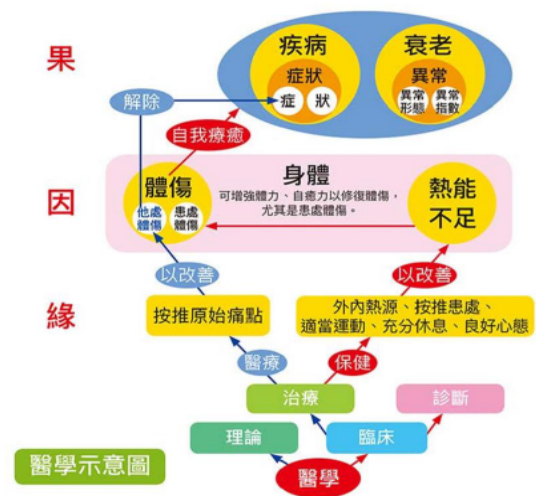 果
疾病
症狀
症
狀
衰老
異常
異常
形態
異常
指數
解除
自我療癒
因
體傷
他處
體傷
患處
體傷
身體
可增強體力、自癒力以修復體傷，
尤其是患處體傷。
熱能
不足
以改善
以改善
緣
按推原始痛點
外內熱源、按推患處、
適當運動、充分休息、良好心態
醫療
保健
治療
診斷
理論
臨床
醫學
醫學示意圖